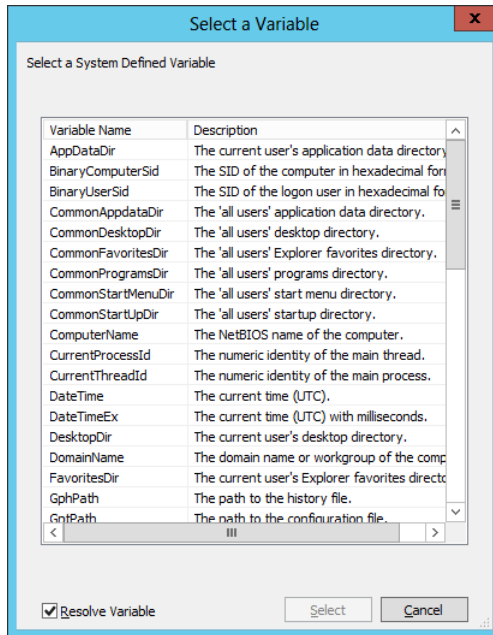 Select a Variable
x
Select a System Defined Variable
Variable Name Description
AppDataDir The current user's application data directory
BinaryComputerSid The SID of the computer in hexadecimal for
BinaryUserSid The SID of the logon user in hexadecimal fo
CommonAppdataDir The 'all users' application data directory.
CommonDesktopDir The 'all users' desktop directory.
CommonFavoritesDir The 'all users' Explorer favorites directory.
CommonProgramsDir The 'all users' programs directory.
CommonStartMenuDir The 'all users' start menu directory.
CommonStartUpDir The 'all users' startup directory.
ComputerName The NetBIOS name of the computer.
CurrentProcessId The numeric identity of the main thread.
CurrentThreadId The numeric identity of the main process.
DateTime The current time (UTC).
DateTimeEx The current time (UTC) with milliseconds.
DesktopDir The current user's desktop directory.
DomainName The domain name or workgroup of the comp
FavoritesDir The current user's Explorer favorites directo
GphPath The path to the history file.
GptPath The path to the configuration file.
Resolve Variable Select Cancel